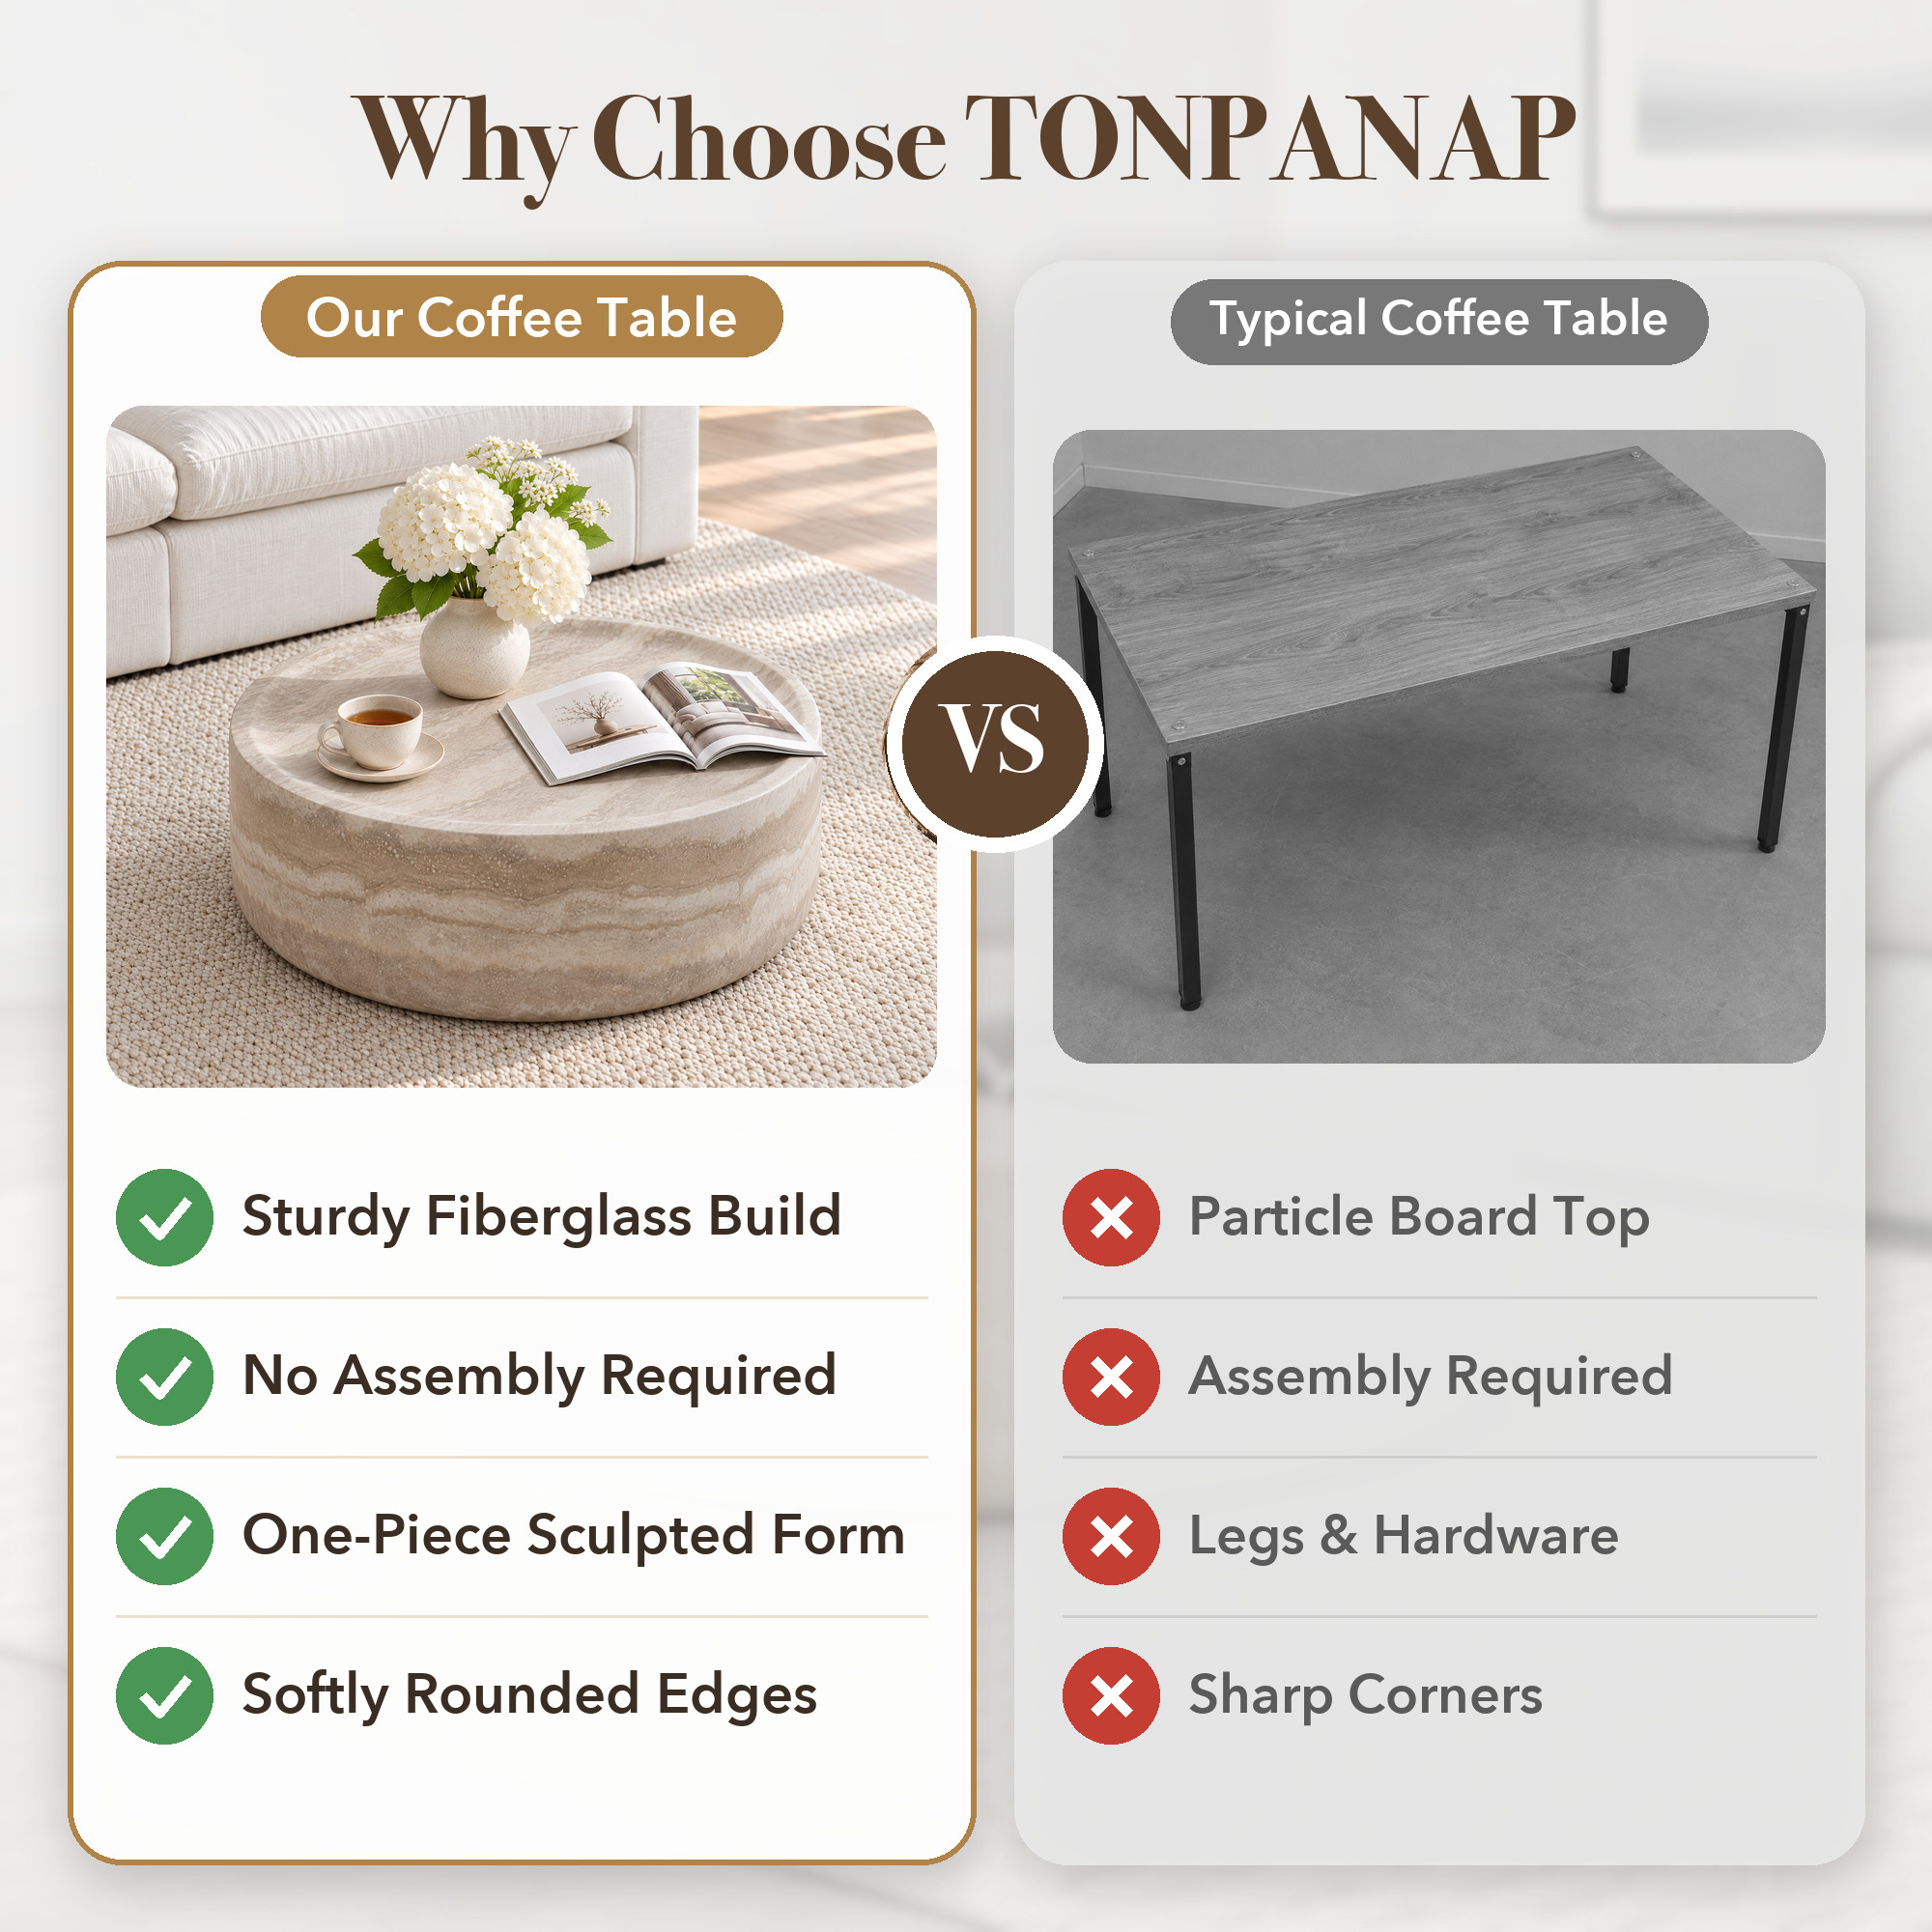 Why Choose TONPANAP
Our Coffee Table
Typical Coffee Table
VS
Sturdy Fiberglass Build
No Assembly Required
One-Piece Sculpted Form
Softly Rounded Edges
Particle Board Top
Assembly Required
Legs & Hardware
Sharp Corners